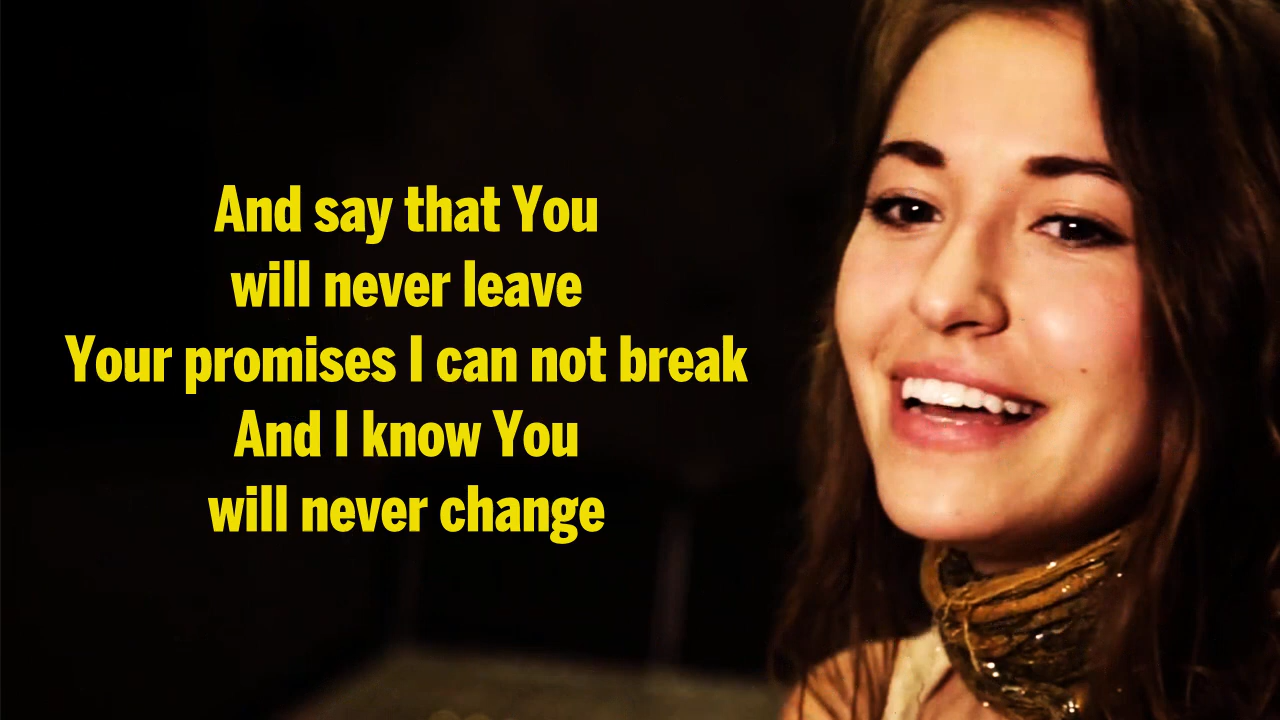 And say that You
will never leave
Your promises I can not break
And I know You
will never change